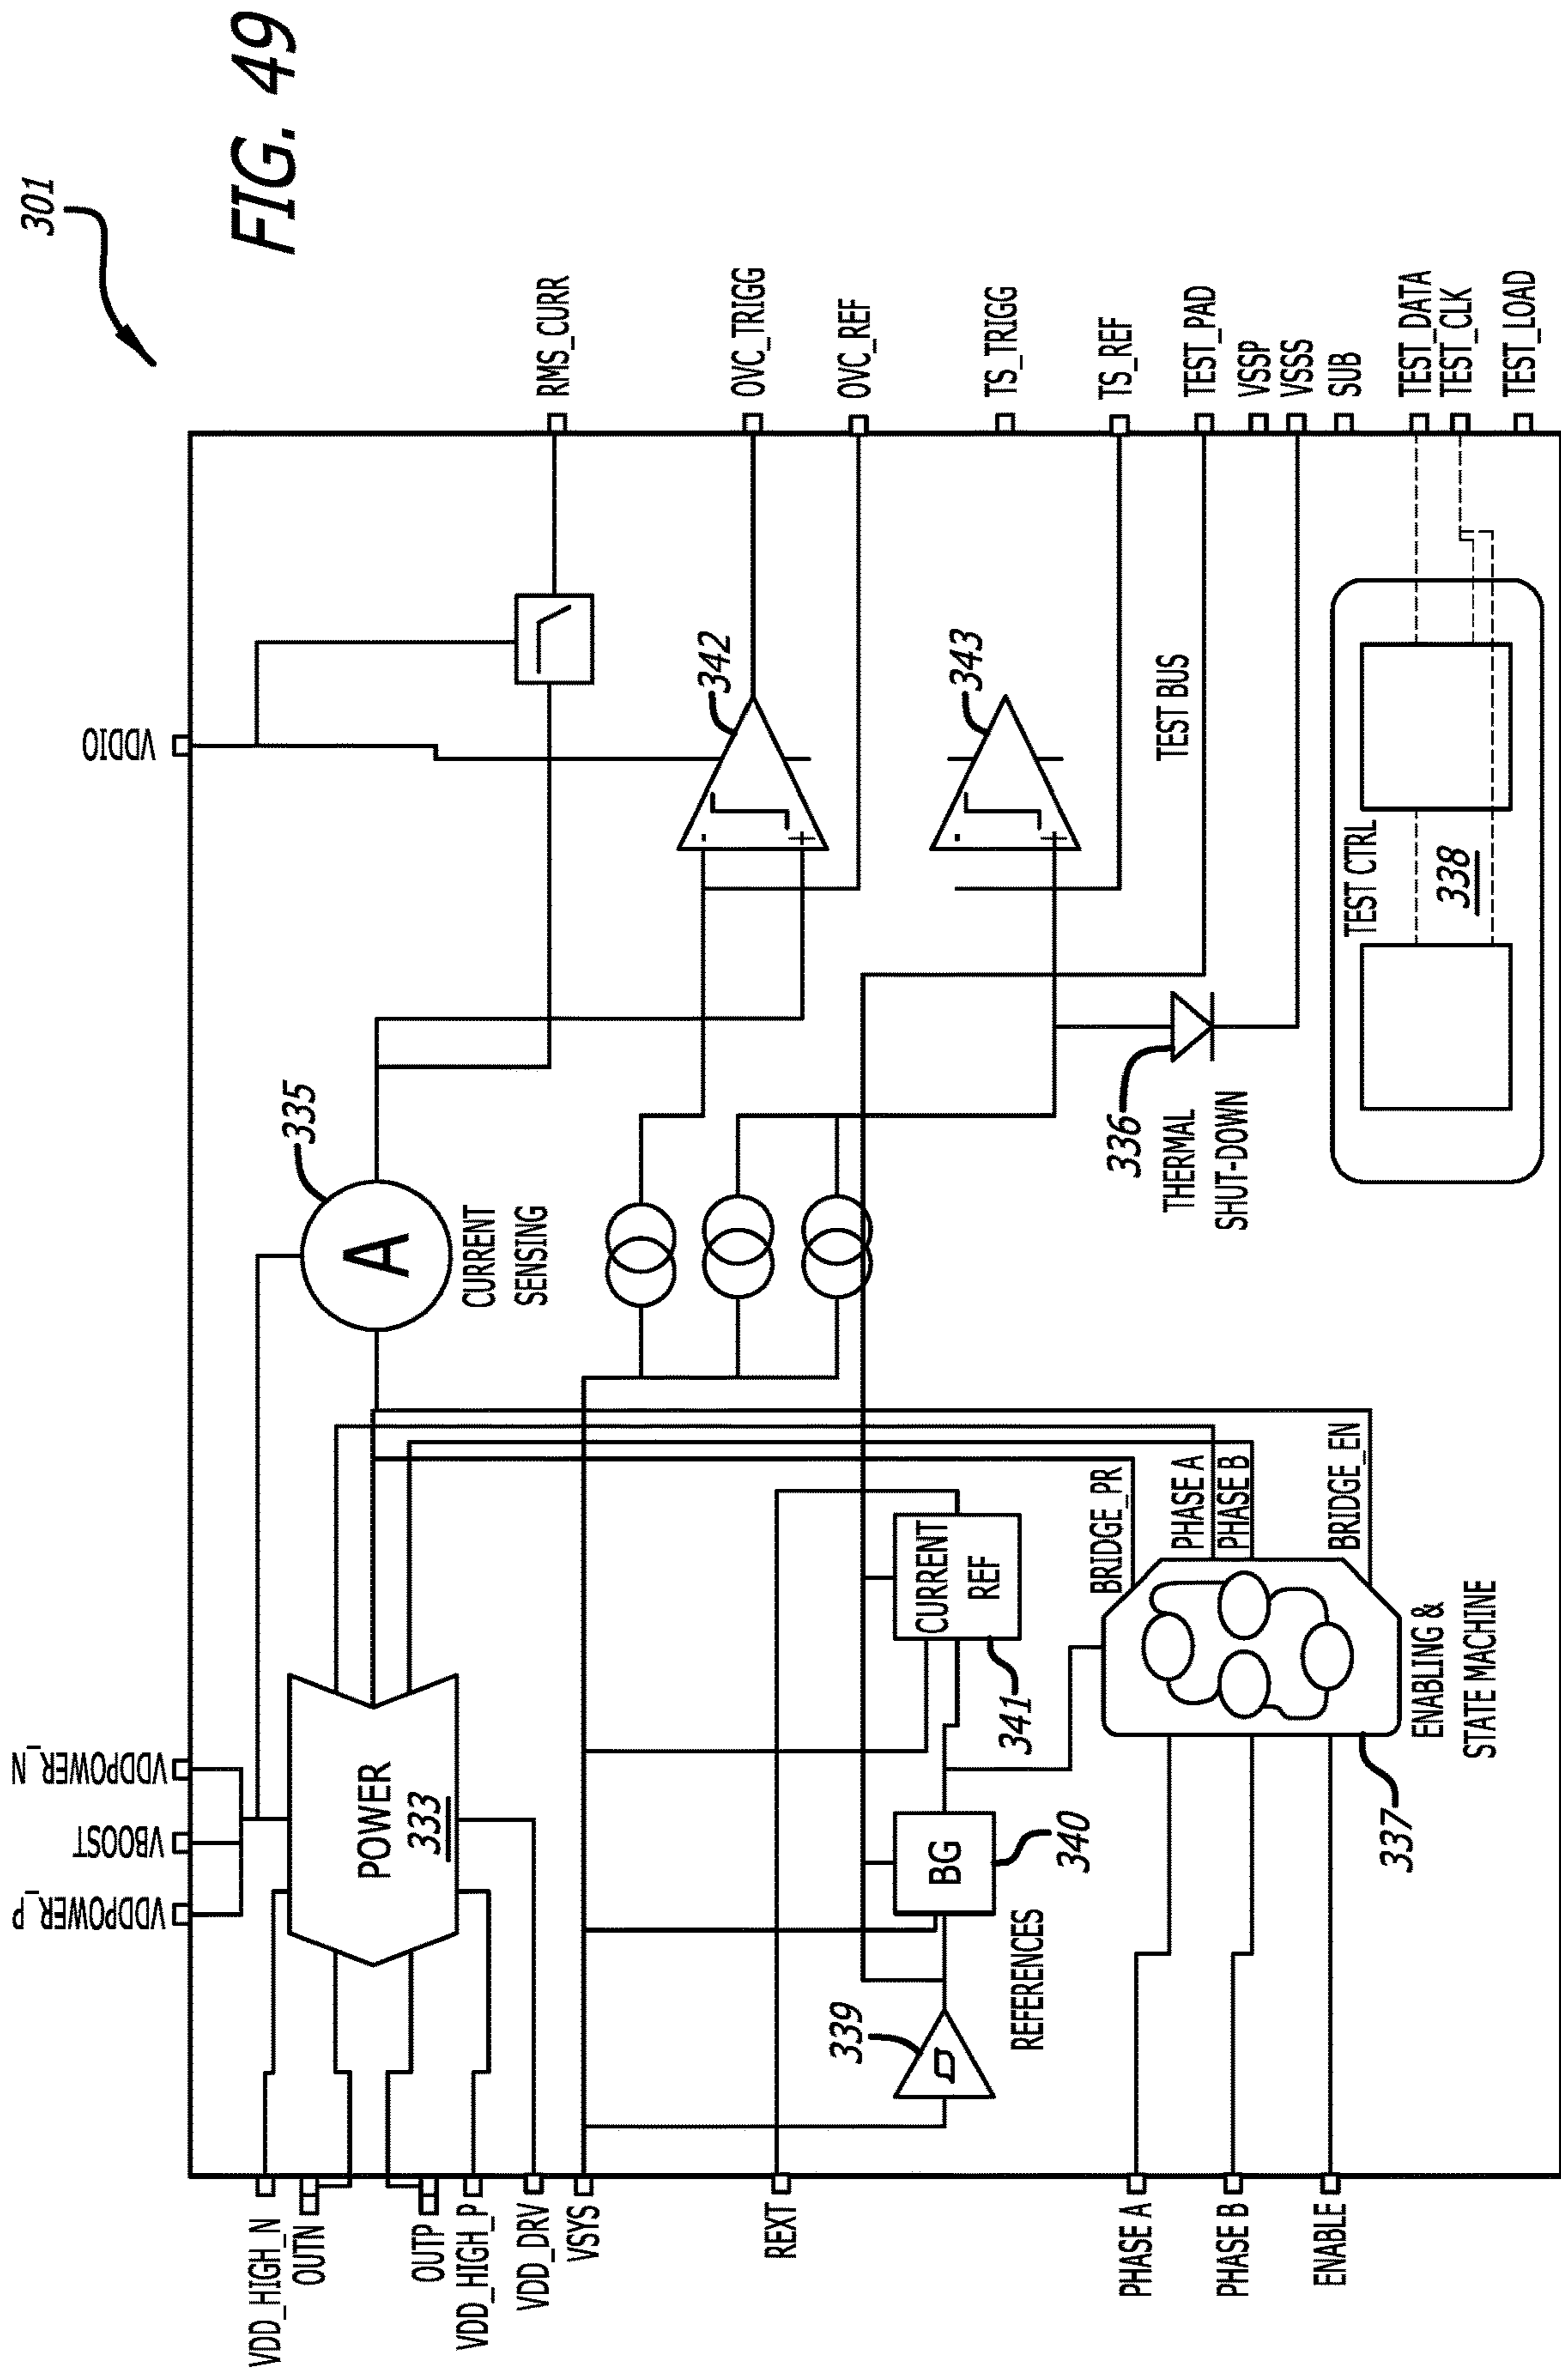 FIG. 49
301
VDDPOWER_P
VBOOST
VDDPOWER_N
VDDIO
VDD_HIGH_N
OUTN
OUTP
VDD_HIGH_P
VDD_DRV
VSYS
REXT
PHASE A
PHASE B
ENABLE
POWER
333
335
A
CURRENT
SENSING
RMS_CURR
OVC_TRIGG
OVC_REF
TS_TRIGG
TS_REF
TEST_PAD
VSSP
VSSS
SUB
TEST_DATA
TEST_CLK
TEST_LOAD
342
-
+
343
-
+
TEST BUS
339
BG
340
REFERENCES
CURRENT
REF
341
336
THERMAL
SHUT-DOWN
BRIDGE_PR
PHASE A
PHASE B
BRIDGE_EN
337
ENABLING &
STATE MACHINE
TEST CTRL
338